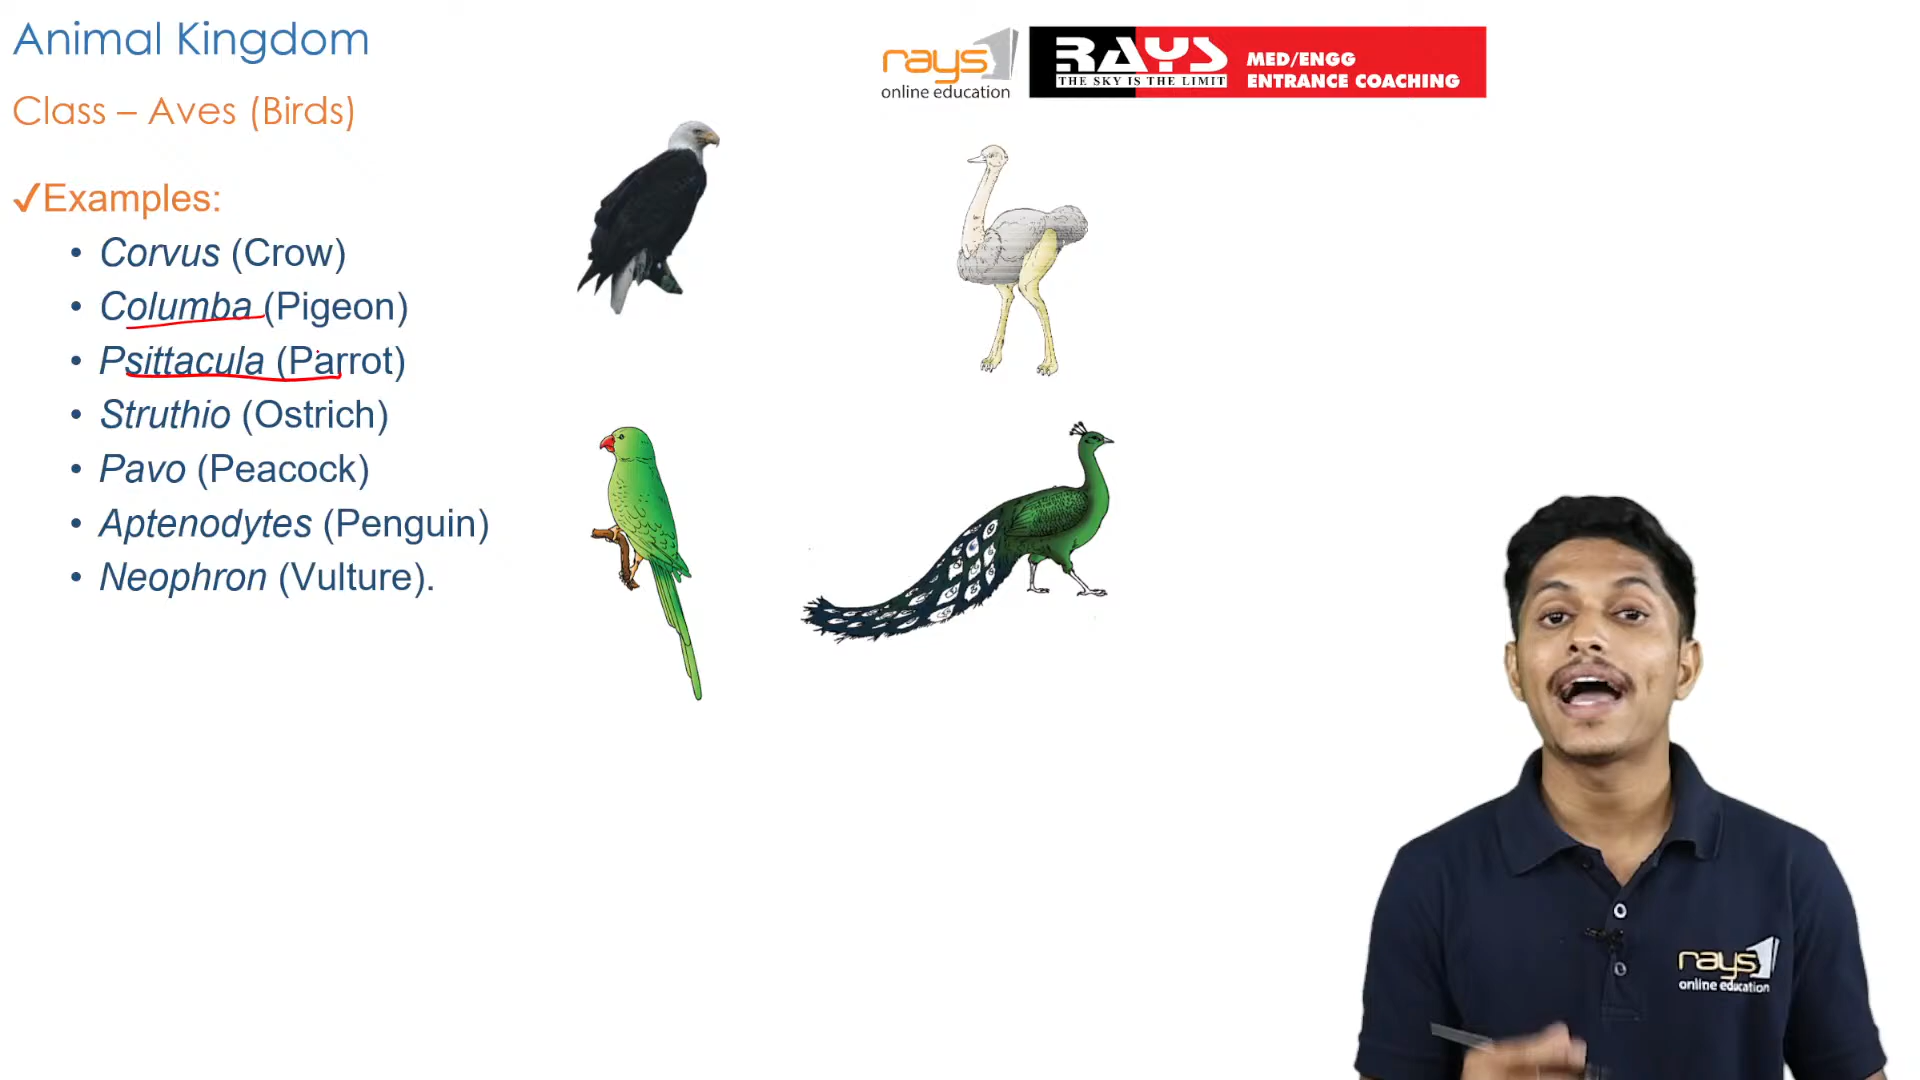 Animal Kingdom
Class – Aves (Birds)
✓Examples:
• Corvus (Crow)
• Columba (Pigeon)
• Psittacula (Parrot)
• Struthio (Ostrich)
• Pavo (Peacock)
• Aptenodytes (Penguin)
• Neophron (Vulture).
rays
online education
RAYS
THE SKY IS THE LIMIT
MED/ENGG
ENTRANCE COACHING
rays
online education